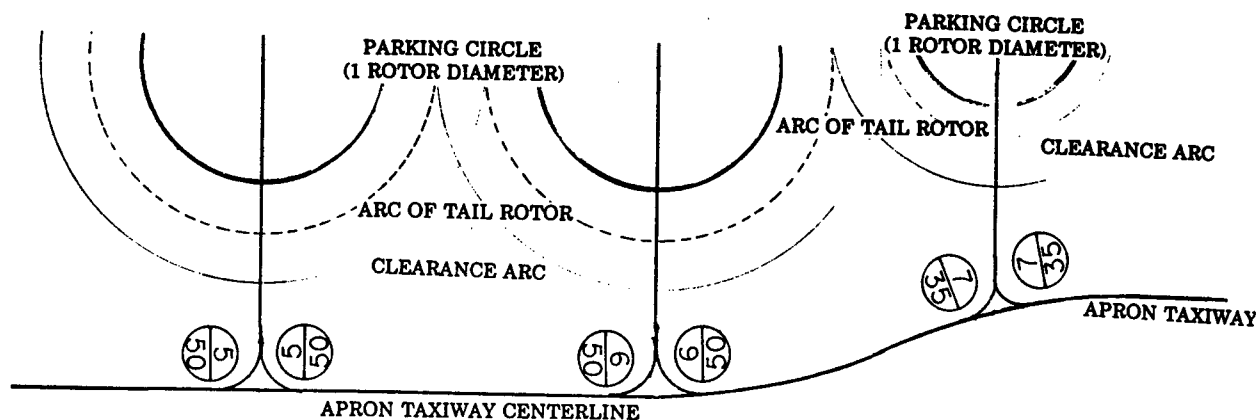 PARKING CIRCLE
(1 ROTOR DIAMETER)
PARKING CIRCLE
(1 ROTOR DIAMETER)
ARC OF TAIL ROTOR
CLEARANCE ARC
ARC OF TAIL ROTOR
CLEARANCE ARC
7
35
7
35
APRON TAXIWAY
5
50
5
50
6
50
6
50
APRON TAXIWAY CENTERLINE